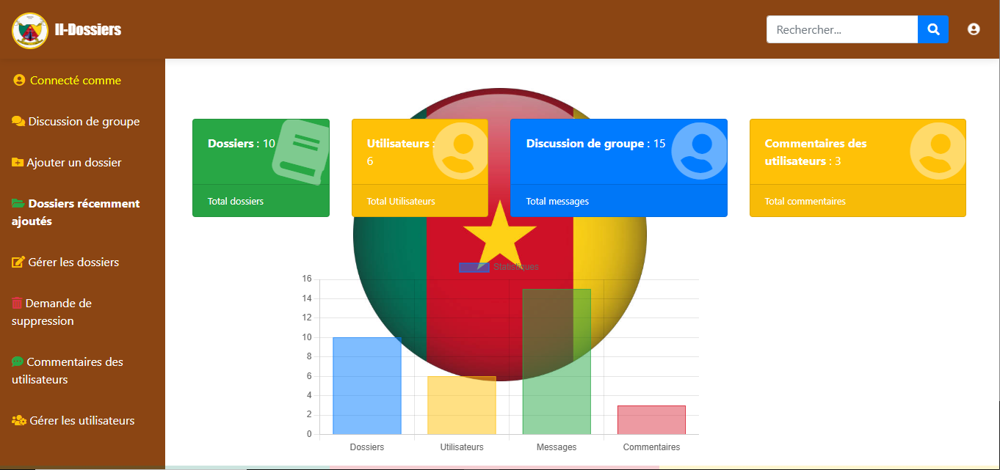 II-Dossiers
Rechercher...
Connecté comme
Discussion de groupe
Ajouter un dossier
Dossiers récemment
ajoutés
Gérer les dossiers
Demande de
suppression
Commentaires des
utilisateurs
Gérer les utilisateurs
Dossiers : 10
Total dossiers
Utilisateurs :
6
Total Utilisateurs
Discussion de groupe : 15
Total messages
Commentaires des
utilisateurs : 3
Total commentaires
Statistiques
16
14
12
10
8
6
4
2
0
Dossiers
Utilisateurs
Messages
Commentaires